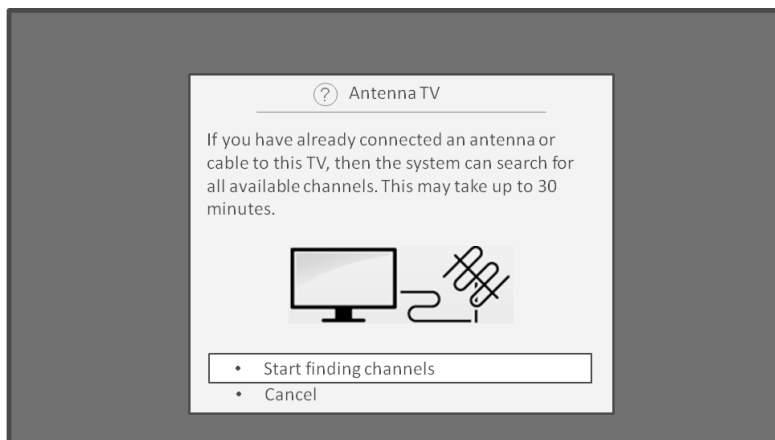 ? Antenna TV
If you have already connected an antenna or
cable to this TV, then the system can search for
all available channels. This may take up to 30
minutes.
• Start finding channels
• Cancel